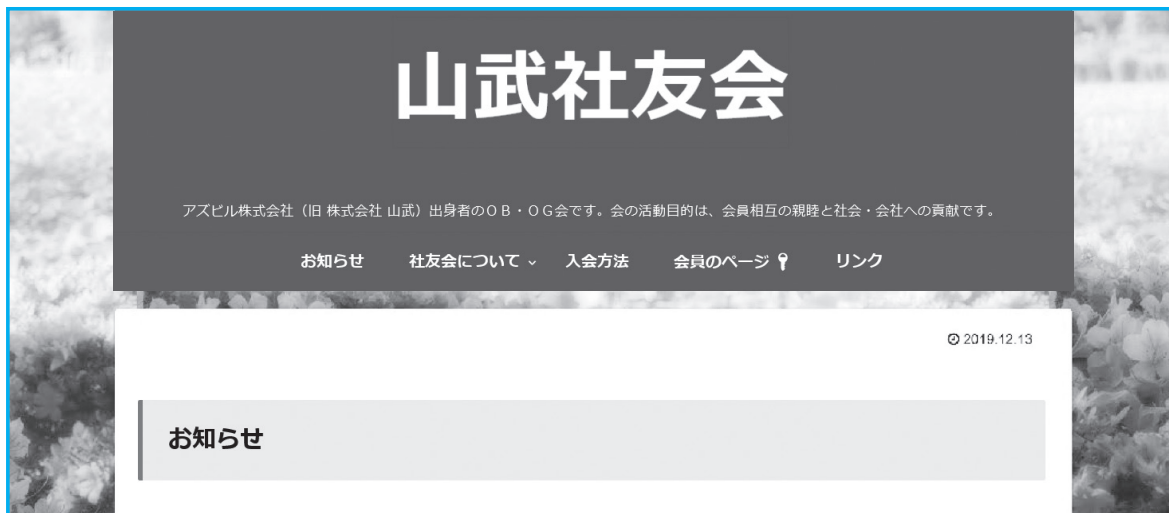 山武社友会
アズビル株式会社（旧 株式会社 山武）出身者のＯＢ・ＯＧ会です。会の活動目的は、会員相互の親睦と社会・会社への貢献です。
お知らせ 社友会について 入会方法 会員のページ リンク
2019.12.13
お知らせ